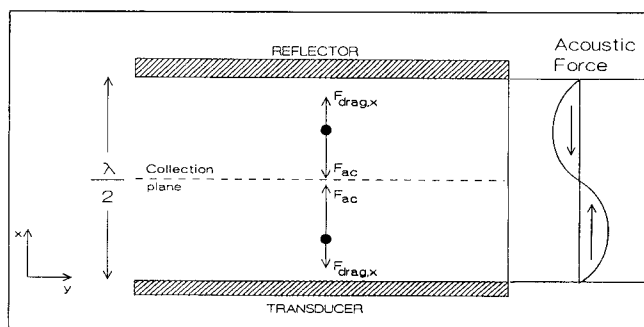 REFLECTOR
Acoustic
Force
F_drag,x
F_ac
λ
2
Collection
plane
F_ac
F_drag,x
x
y
TRANSDUCER